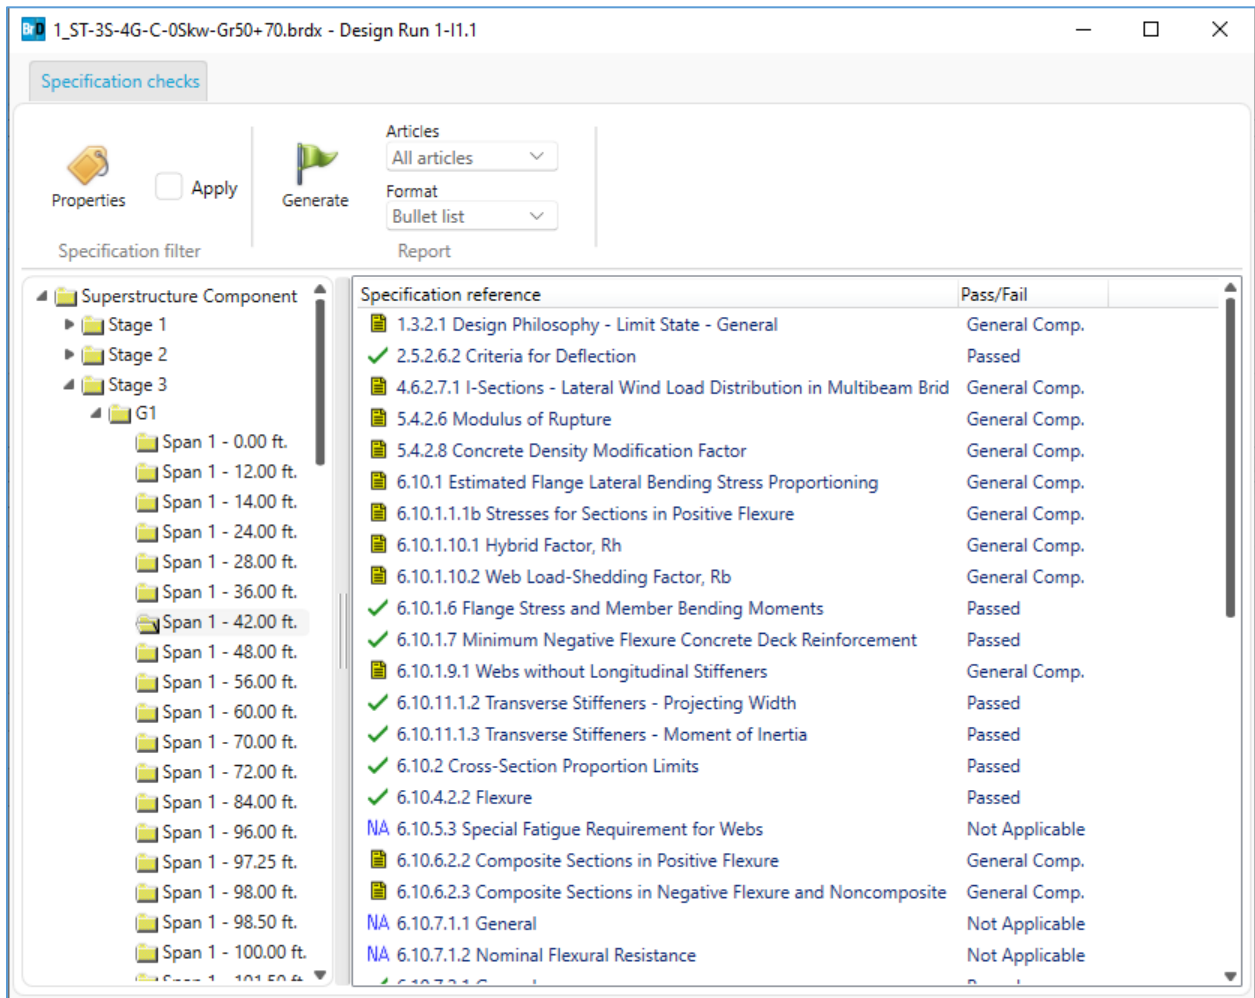 BrD 1_ST-3S-4G-C-0Skw-Gr50+70.brdx - Design Run 1-I1.1
Specification checks
Properties
Apply
Specification filter
Generate
Articles
All articles
Format
Bullet list
Report
Superstructure Component
Stage 1
Stage 2
Stage 3
G1
Span 1 - 0.00 ft.
Span 1 - 12.00 ft.
Span 1 - 14.00 ft.
Span 1 - 24.00 ft.
Span 1 - 28.00 ft.
Span 1 - 36.00 ft.
Span 1 - 42.00 ft.
Span 1 - 48.00 ft.
Span 1 - 56.00 ft.
Span 1 - 60.00 ft.
Span 1 - 70.00 ft.
Span 1 - 72.00 ft.
Span 1 - 84.00 ft.
Span 1 - 96.00 ft.
Span 1 - 97.25 ft.
Span 1 - 98.00 ft.
Span 1 - 98.50 ft.
Span 1 - 100.00 ft.
Span 1 - 101.50 ft.
Specification reference Pass/Fail
1.3.2.1 Design Philosophy - Limit State - General General Comp.
2.5.2.6.2 Criteria for Deflection Passed
4.6.2.7.1 I-Sections - Lateral Wind Load Distribution in Multibeam Brid General Comp.
5.4.2.6 Modulus of Rupture General Comp.
5.4.2.8 Concrete Density Modification Factor General Comp.
6.10.1 Estimated Flange Lateral Bending Stress Proportioning General Comp.
6.10.1.1.1b Stresses for Sections in Positive Flexure General Comp.
6.10.1.10.1 Hybrid Factor, Rh General Comp.
6.10.1.10.2 Web Load-Shedding Factor, Rb General Comp.
6.10.1.6 Flange Stress and Member Bending Moments Passed
6.10.1.7 Minimum Negative Flexure Concrete Deck Reinforcement Passed
6.10.1.9.1 Webs without Longitudinal Stiffeners General Comp.
6.10.11.1.2 Transverse Stiffeners - Projecting Width Passed
6.10.11.1.3 Transverse Stiffeners - Moment of Inertia Passed
6.10.2 Cross-Section Proportion Limits Passed
6.10.4.2.2 Flexure Passed
NA 6.10.5.3 Special Fatigue Requirement for Webs Not Applicable
6.10.6.2.2 Composite Sections in Positive Flexure General Comp.
6.10.6.2.3 Composite Sections in Negative Flexure and Noncomposite General Comp.
NA 6.10.7.1.1 General Not Applicable
NA 6.10.7.1.2 Nominal Flexural Resistance Not Applicable